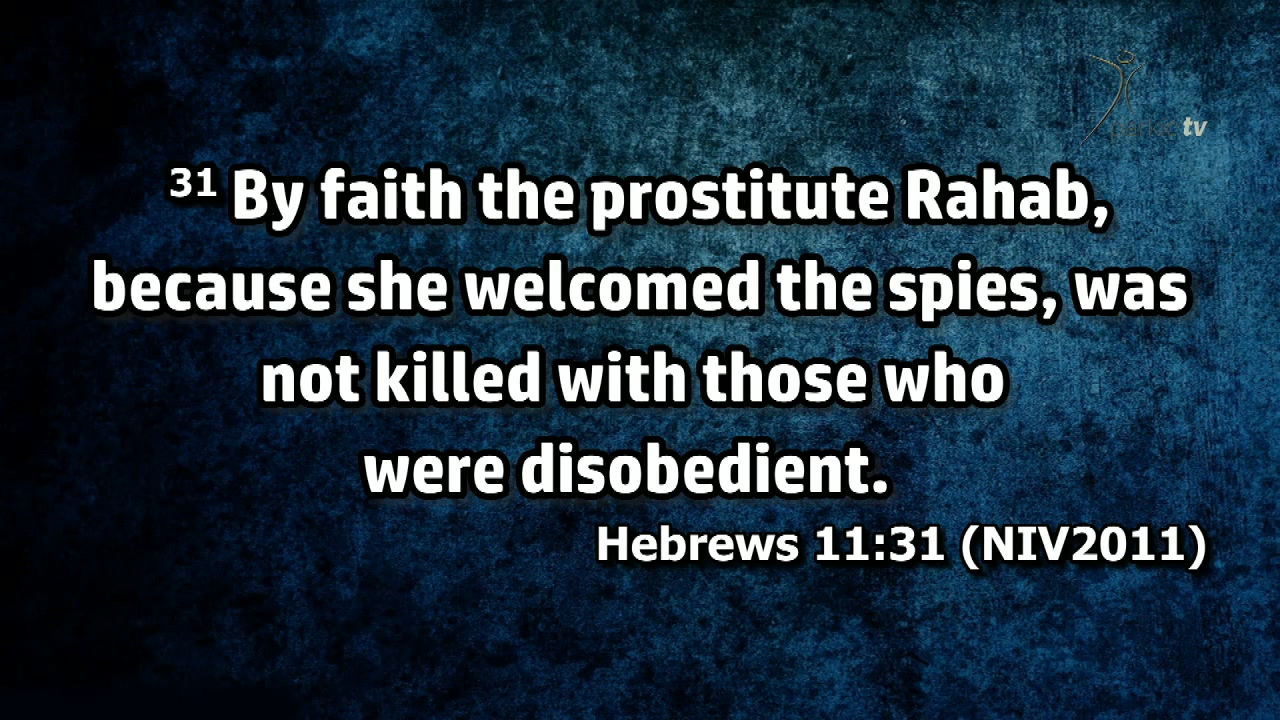 tv
31 By faith the prostitute Rahab,
because she welcomed the spies, was
not killed with those who
were disobedient.
Hebrews 11:31 (NIV2011)